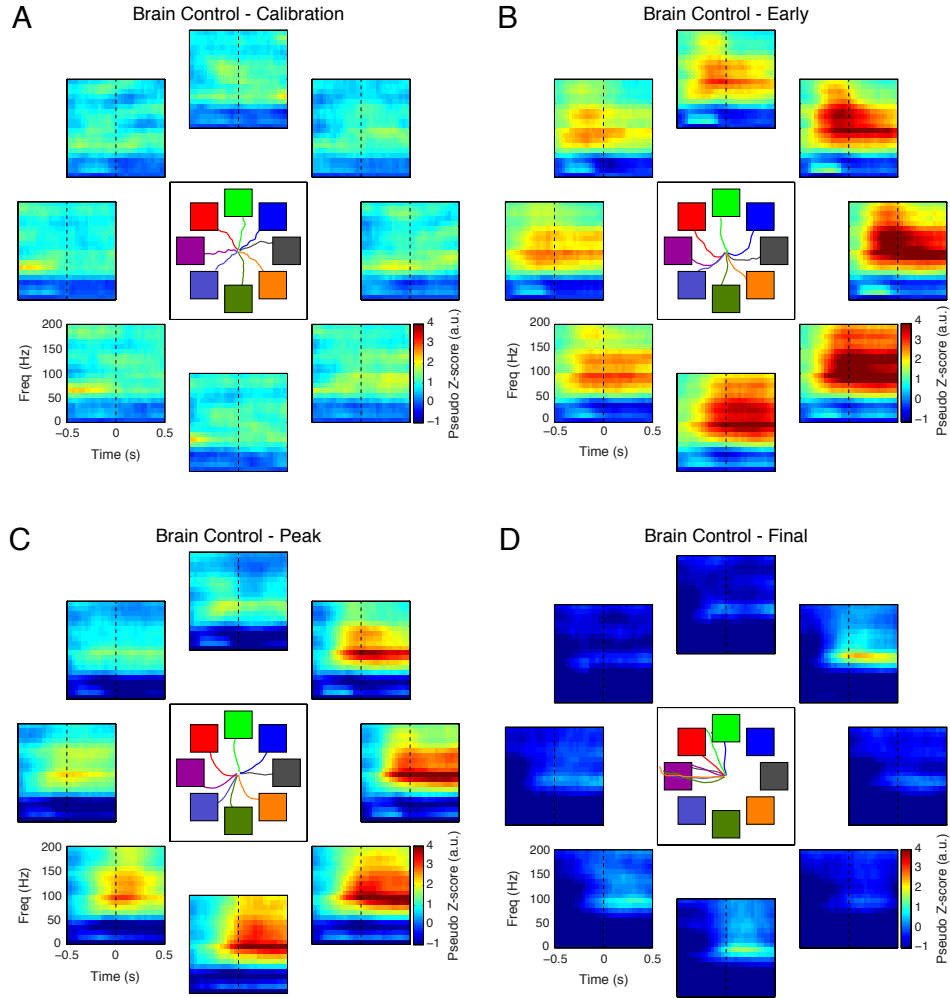 A
Brain Control - Calibration
200
150
100
50
0
Freq (Hz)
-0.5
0
0.5
Time (s)
4
3
2
1
0
−1
Pseudo Z-score (a.u.)
B
Brain Control - Early
200
150
100
50
0
Freq (Hz)
-0.5
0
0.5
Time (s)
4
3
2
1
0
−1
Pseudo Z-score (a.u.)
C
Brain Control - Peak
200
150
100
50
0
Freq (Hz)
−0.5
0
0.5
Time (s)
4
3
2
1
0
−1
Pseudo Z-score (a.u.)
D
Brain Control - Final
200
150
100
50
0
Freq (Hz)
−0.5
0
0.5
Time (s)
4
3
2
1
0
−1
Pseudo Z-score (a.u.)